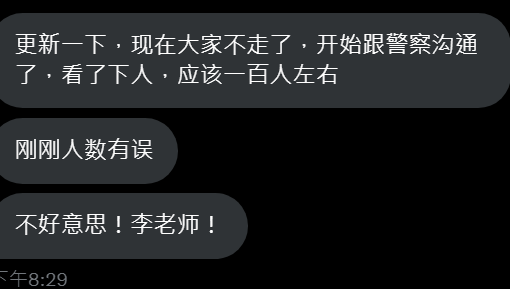 更新一下，现在大家不走了，开始跟警察沟通
了，看了下人，应该一百人左右
刚刚人数有误
不好意思！李老师！
下午8:29